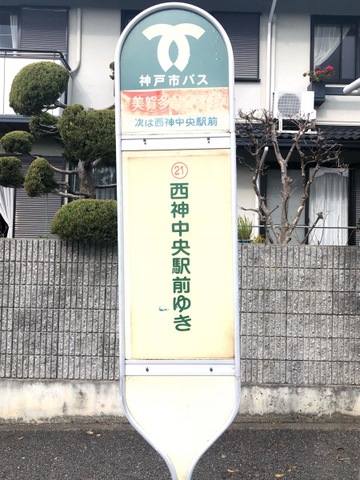 神戸市バス
美賀多
次は西神中央駅前
21
西神中央駅前ゆき